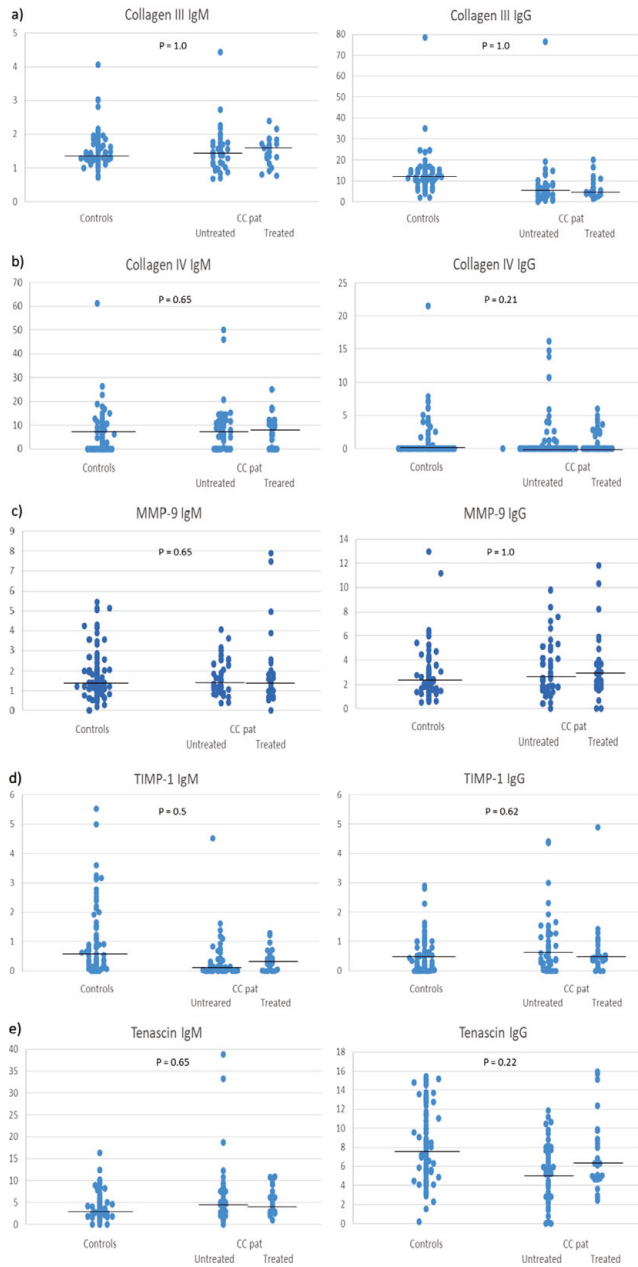 a)
Collagen III IgM
P = 1.0
5
4
3
2
1
0
Controls
CC pat
Untreated Treated
Collagen III IgG
P = 1.0
80
70
60
50
40
30
20
10
0
Controls
CC pat
Untreated Treated
b)
Collagen IV IgM
P = 0.65
70
60
50
40
30
20
10
0
Controls
CC pat
Untreated Treared
Collagen IV IgG
P = 0.21
25
20
15
10
5
0
Controls
CC pat
Untreated Treated
c)
MMP-9 IgM
P = 0.65
9
8
7
6
5
4
3
2
1
0
Controls
CC pat
Untreated Treated
MMP-9 IgG
P = 1.0
14
12
10
8
6
4
2
0
Controls
CC pat
Untreated Treated
d)
TIMP-1 IgM
P = 0.5
6
5
4
3
2
1
0
Controls
CC pat
Untreared Treated
TIMP-1 IgG
P = 0.62
6
5
4
3
2
1
0
Controls
CC pat
Untreated Treated
e)
Tenascin IgM
P = 0.65
40
35
30
25
20
15
10
5
0
Controls
CC pat
Untreated Treated
Tenascin IgG
P = 0.22
18
16
14
12
10
8
6
4
2
0
Controls
CC pat
Untreated Treated